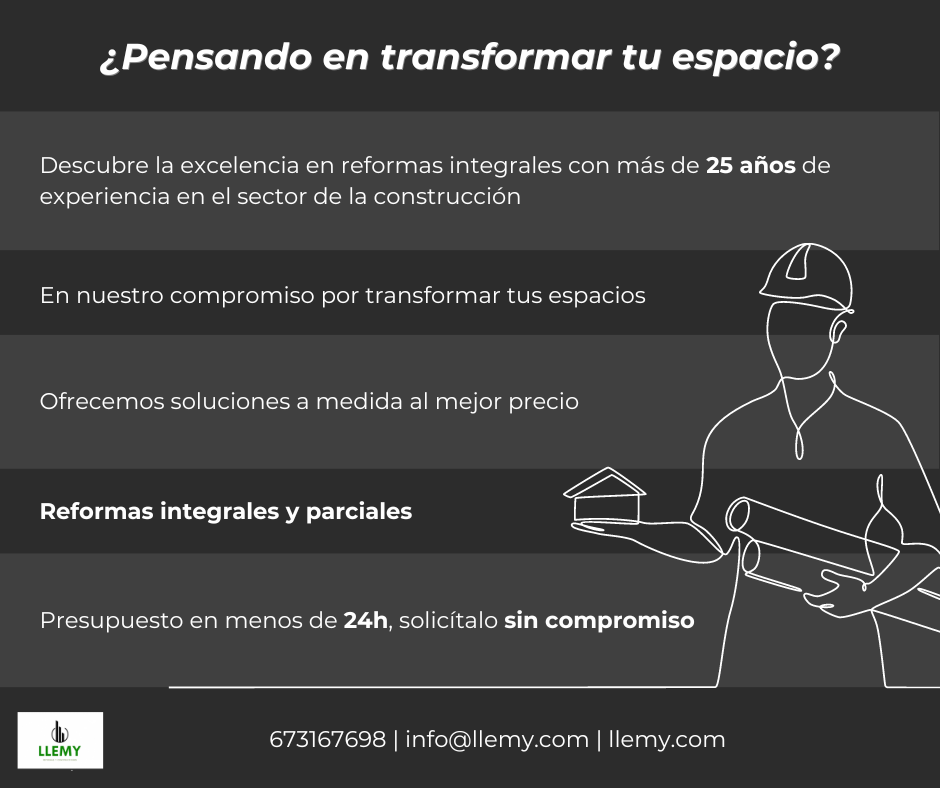 ¿Pensando en transformar tu espacio?
Descubre la excelencia en reformas integrales con más de 25 años de
experiencia en el sector de la construcción
En nuestro compromiso por transformar tus espacios
Ofrecemos soluciones a medida al mejor precio
Reformas integrales y parciales
Presupuesto en menos de 24h, solicítalo sin compromiso
LLEMY
673167698 | info@llemy.com | llemy.com